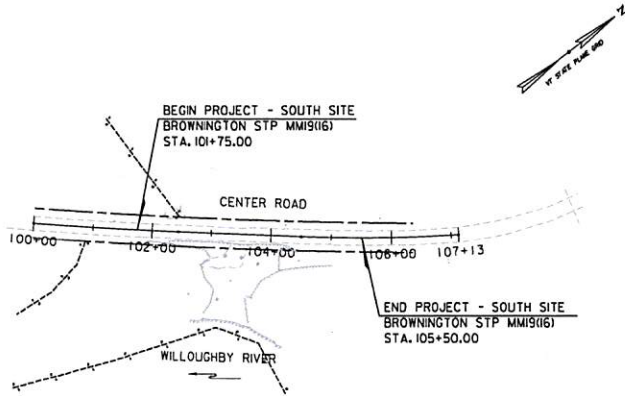 N
VT STATE PLANE GRID
BEGIN PROJECT - SOUTH SITE
BROWNINGTON STP MM19(16)
STA. 101+75.00
CENTER ROAD
100+00
102+00
104+00
106+00
107+13
END PROJECT - SOUTH SITE
BROWNINGTON STP MM19(16)
STA. 105+50.00
WILLOUGHBY RIVER